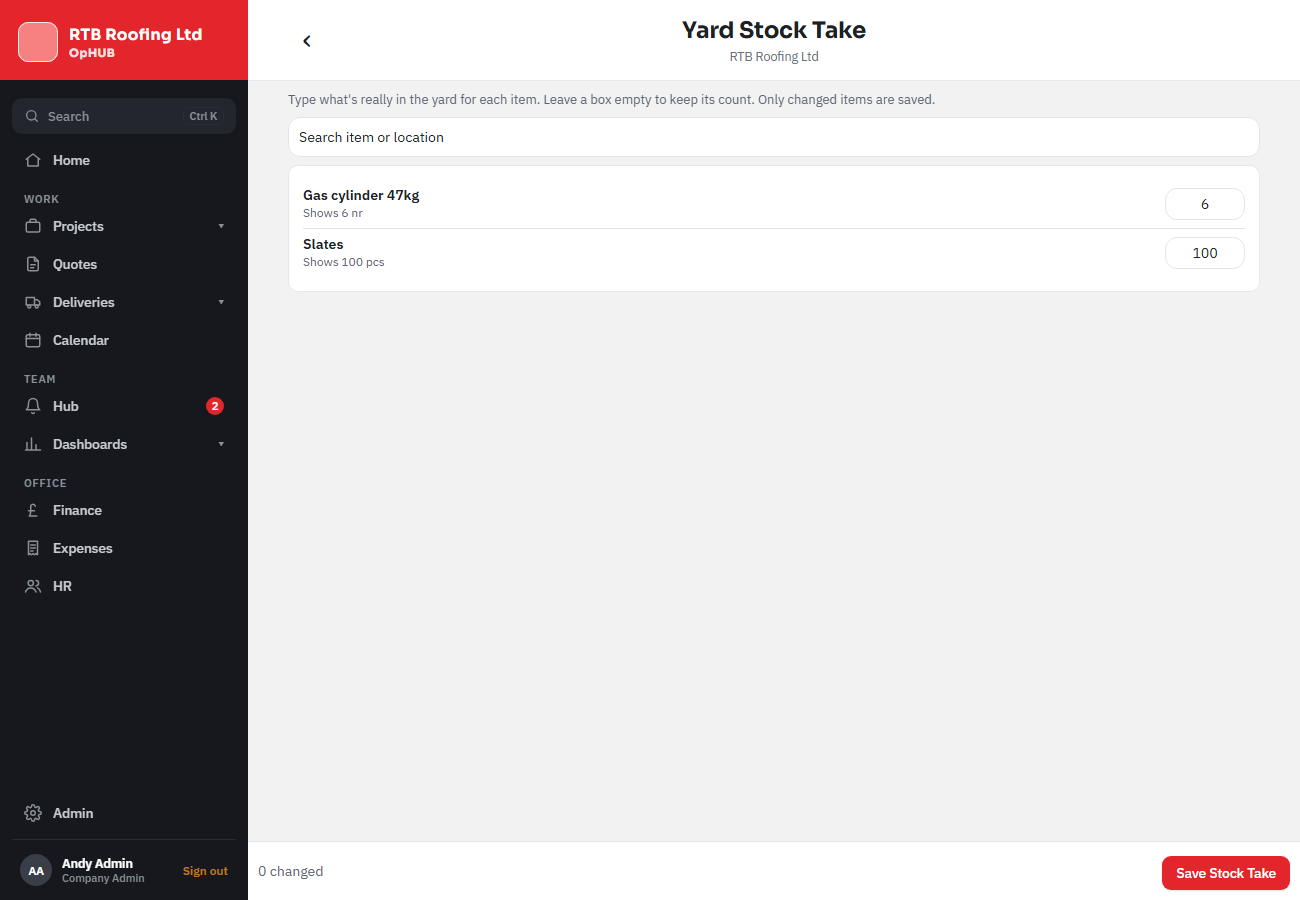 RTB Roofing Ltd
OpHUB
Search Ctrl K
Home
WORK
Projects
Quotes
Deliveries
Calendar
TEAM
Hub 2
Dashboards
OFFICE
Finance
Expenses
HR
Admin
AA Andy Admin
Company Admin
Sign out
Yard Stock Take
RTB Roofing Ltd
Type what's really in the yard for each item. Leave a box empty to keep its count. Only changed items are saved.
Search item or location
Gas cylinder 47kg
Shows 6 nr
6
Slates
Shows 100 pcs
100
0 changed
Save Stock Take